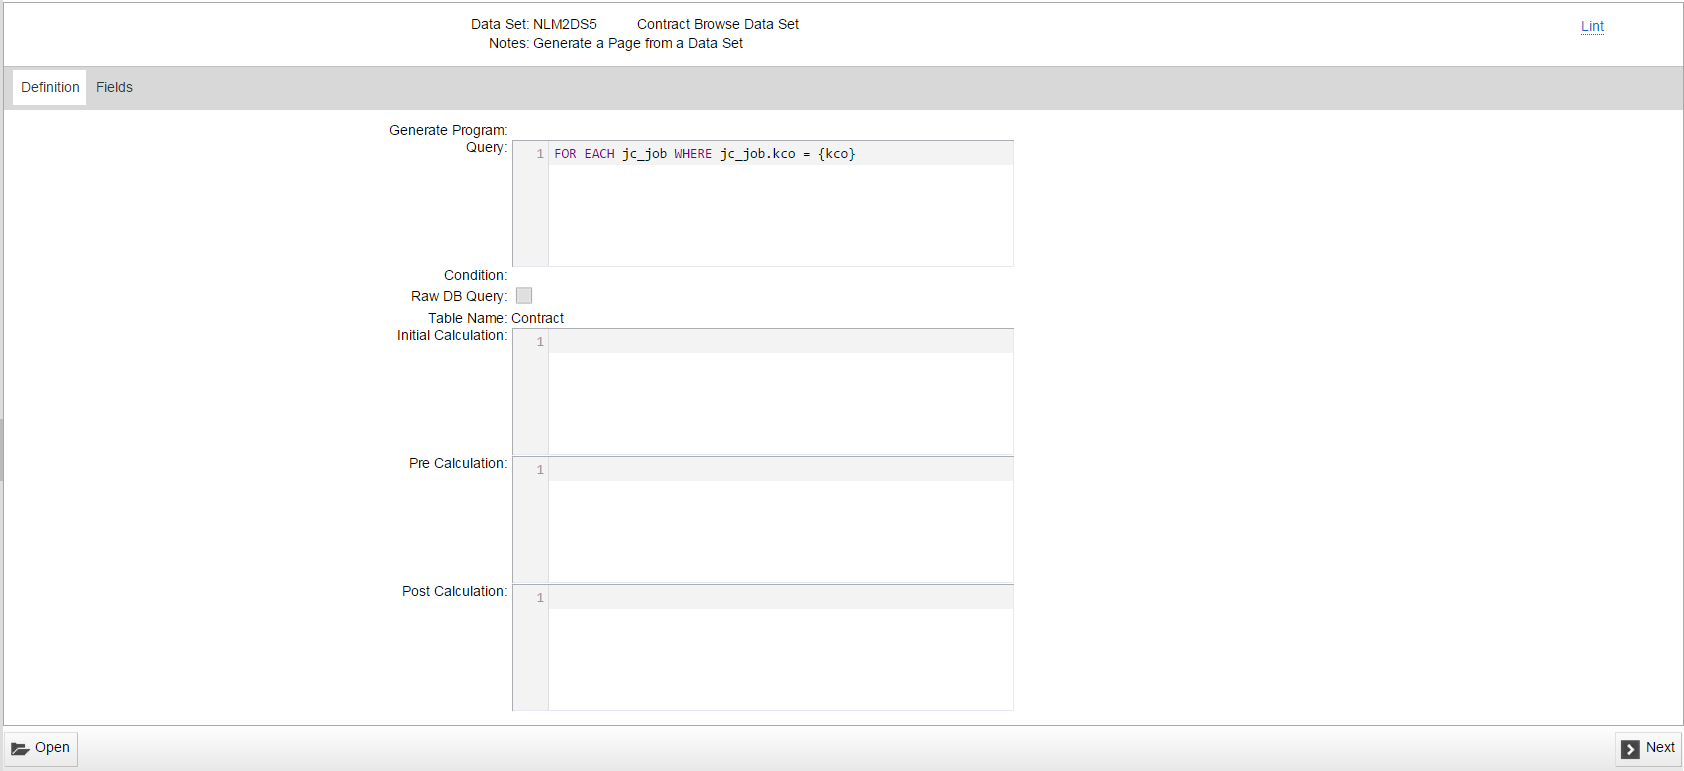 Data Set: NLM2DS5 Contract Browse Data Set
Lint
Notes: Generate a Page from a Data Set
Definition Fields
Generate Program:
Query:
1 FOR EACH jc_job WHERE jc_job.kco = {kco}
Condition:
Raw DB Query:
Table Name: Contract
Initial Calculation:
1
Pre Calculation:
1
Post Calculation:
1
Open
Next